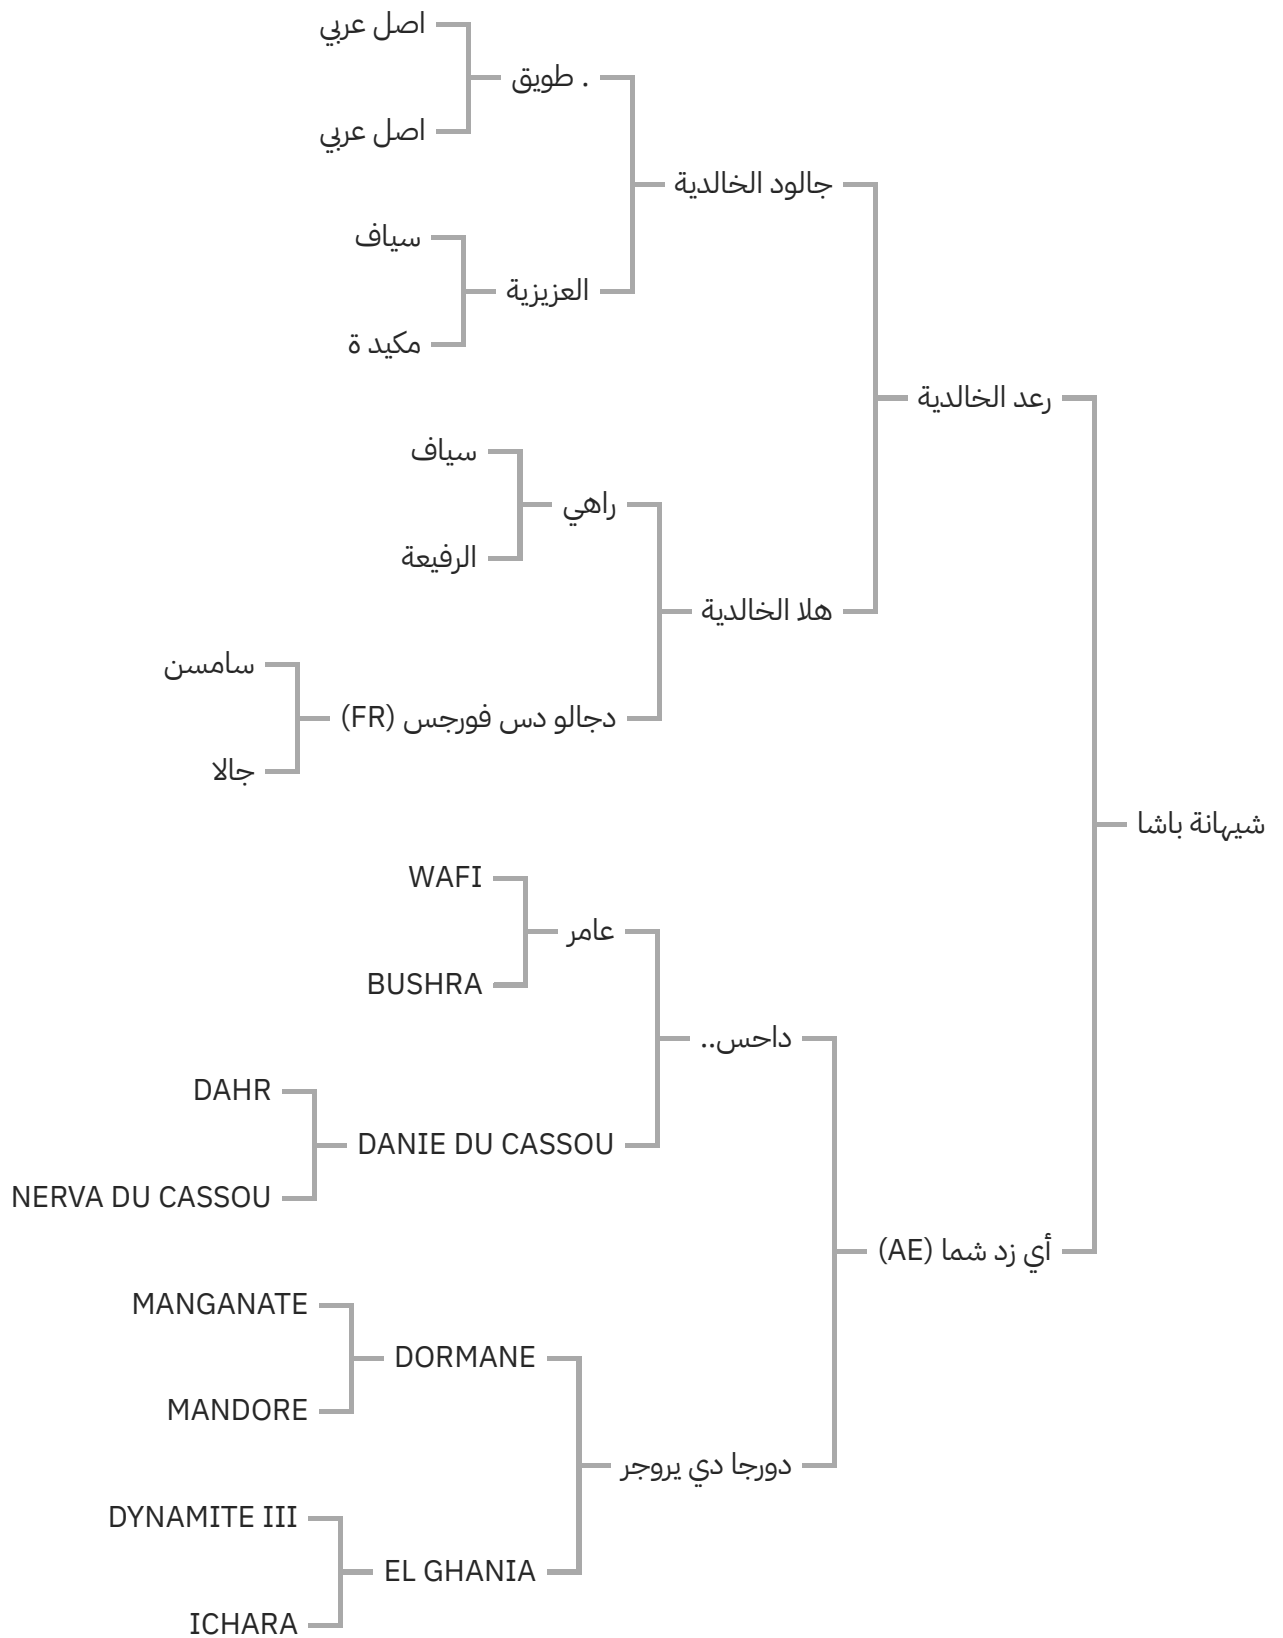 اصل عربي
. طويق
اصل عربي
جالود الخالدية
سياف
العزيزية
مكيد ة
رعد الخالدية
سياف
راهي
الرفيعة
هلا الخالدية
سامسن
دجالو دس فورجس (FR)
جالا
شيهانة باشا
WAFI
عامر
BUSHRA
داحس..
DAHR
DANIE DU CASSOU
NERVA DU CASSOU
أي زد شما (AE)
MANGANATE
DORMANE
MANDORE
دورجا دي يروجر
DYNAMITE III
EL GHANIA
ICHARA